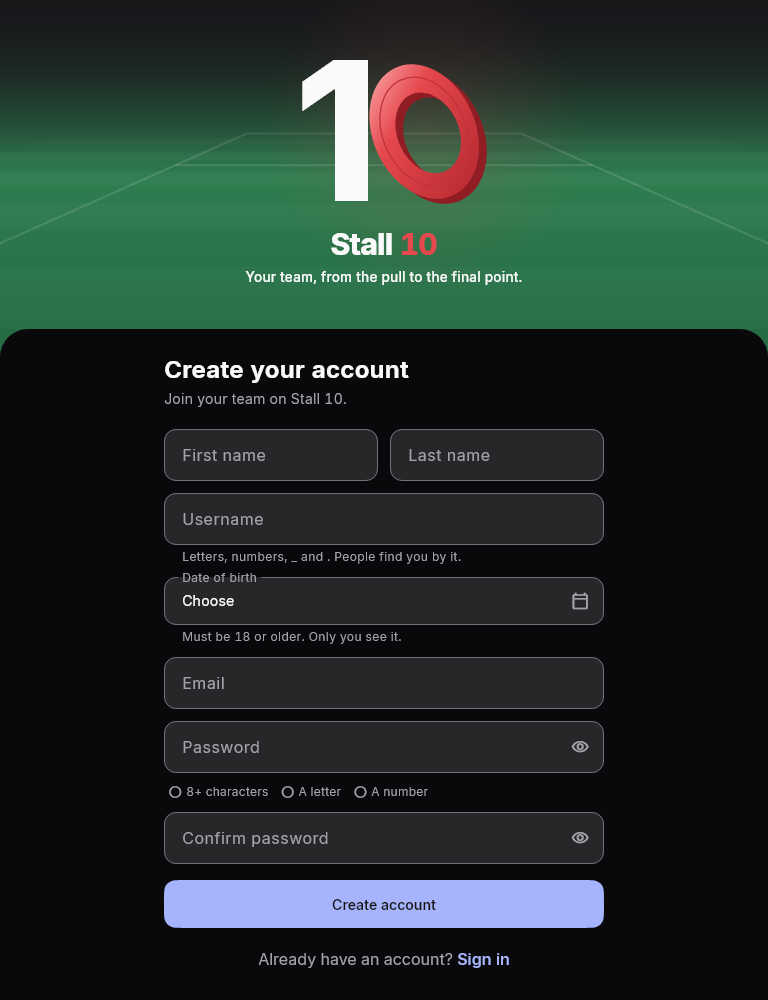 10
Stall 10
Your team, from the pull to the final point.
Create your account
Join your team on Stall 10.
First name
Last name
Username
Letters, numbers, _ and . People find you by it.
Date of birth
Choose
Must be 18 or older. Only you see it.
Email
Password
8+ characters A letter A number
Confirm password
Create account
Already have an account? Sign in